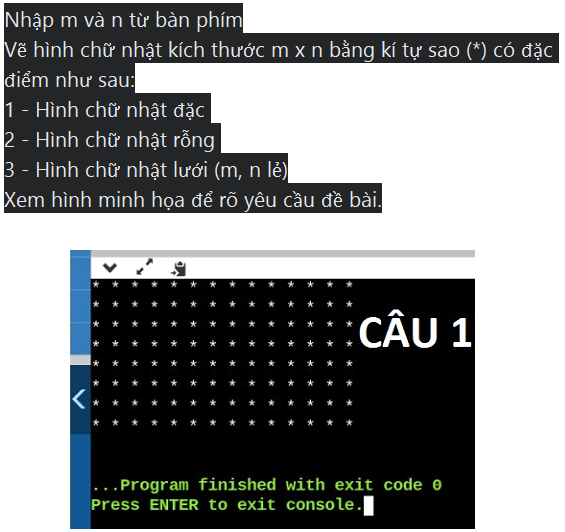 Nhập m và n từ bàn phím
Vẽ hình chữ nhật kích thước m x n bằng kí tự sao (*) có đặc
điểm như sau:
1 - Hình chữ nhật đặc
2 - Hình chữ nhật rỗng
3 - Hình chữ nhật lưới (m, n lẻ)
Xem hình minh họa để rõ yêu cầu đề bài.
* * * * * * * * * * * * * *
* * * * * * * * * * * * * *
* * * * * * * * * * * * * *
CÂU 1
* * * * * * * * * * * * * *
* * * * * * * * * * * * * *
* * * * * * * * * * * * * *
* * * * * * * * * * * * * *
* * * * * * * * * * * * * *
...Program finished with exit code 0
Press ENTER to exit console.